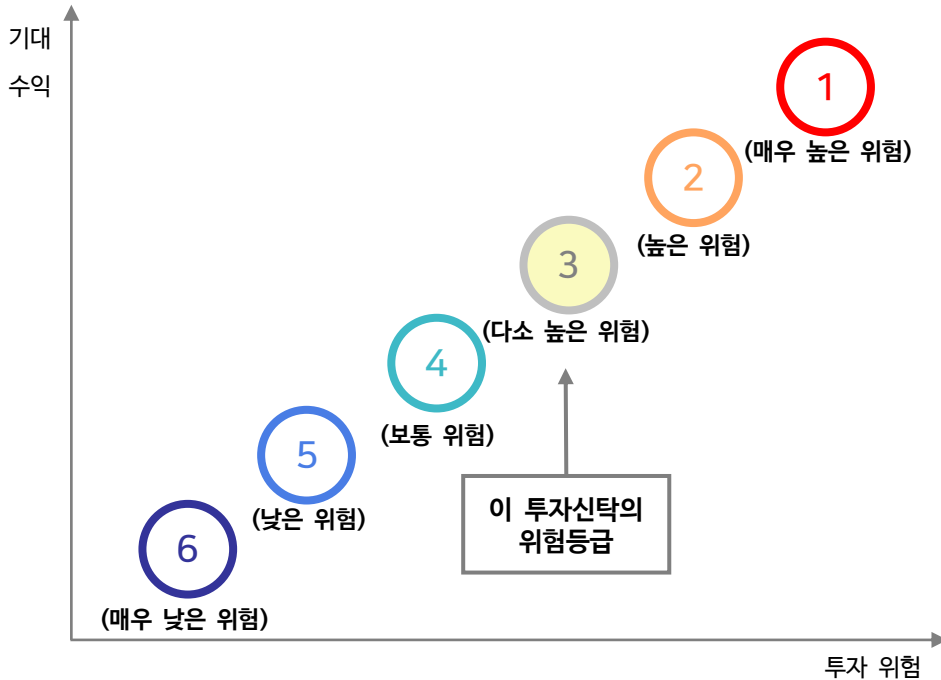 기대
수익
1
(매우 높은 위험)
2
(높은 위험)
3
(다소 높은 위험)
4
(보통 위험)
5
(낮은 위험)
6
(매우 낮은 위험)
이 투자신탁의
위험등급
투자 위험